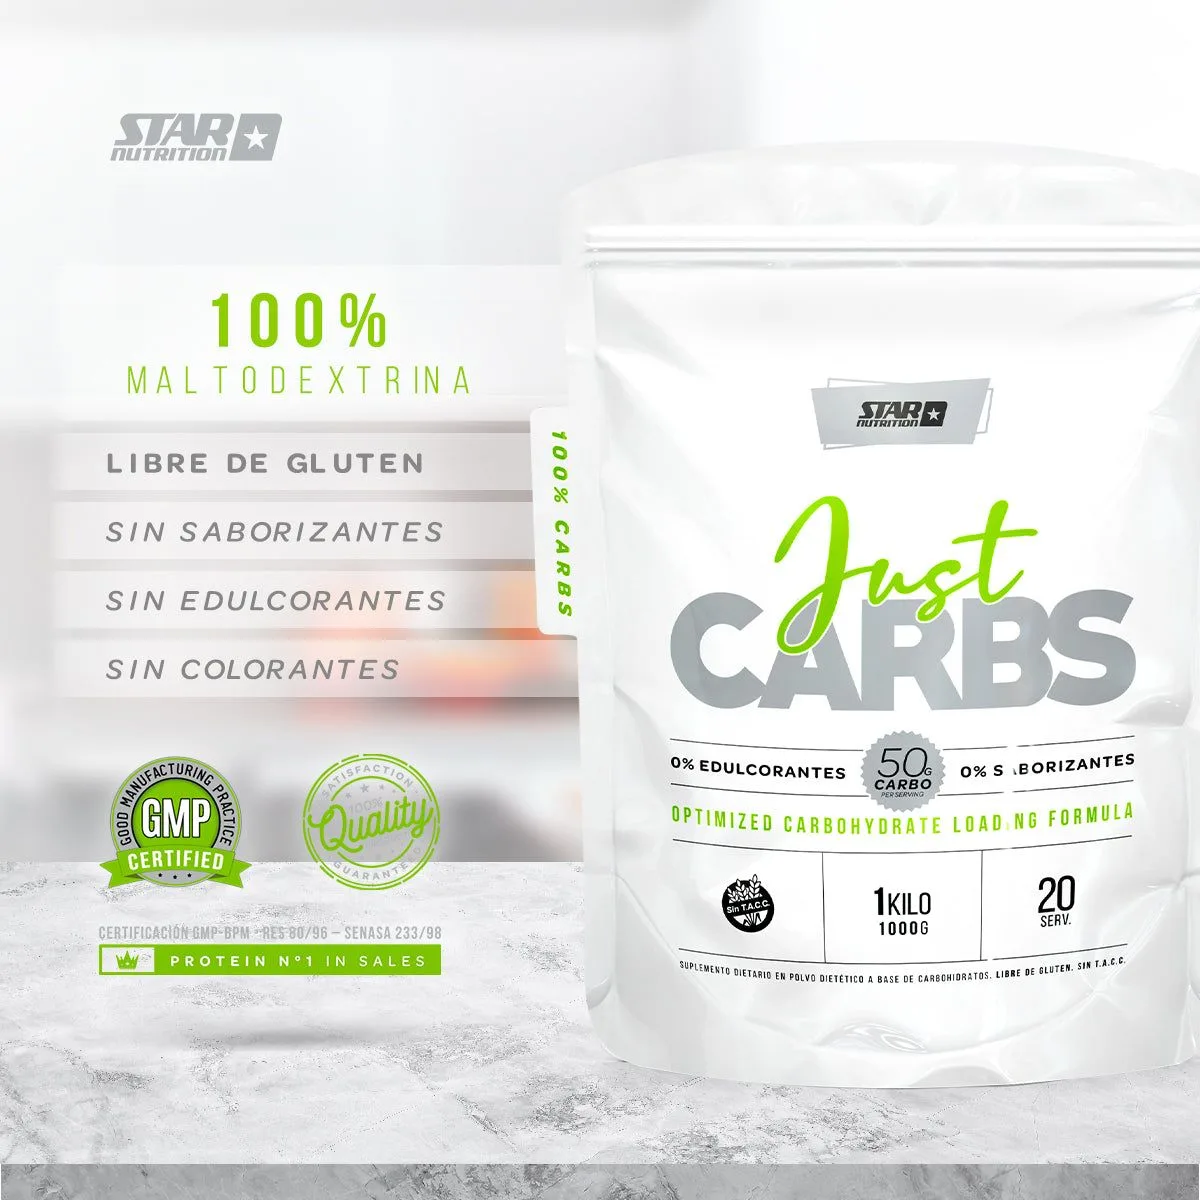 STAR
NUTRITION
100%
MALTODEXTRINA
LIBRE DE GLUTEN
SIN SABORIZANTES
SIN EDULCORANTES
SIN COLORANTES
GOOD MANUFACTURING PRACTICE
GMP
CERTIFIED
SATISFACTION
100%
Quality
GUARANTEE
CERTIFICACIÓN GMP-BPM - RES 80/96 – SENASA 233/98
PROTEIN N°1 IN SALES
100% CARBS
STAR
NUTRITION
Just
CARBS
0% EDULCORANTES
50G
CARBO
PER SERVING
0% S BORIZANTES
OPTIMIZED CARBOHYDRATE LOAD NG FORMULA
Sin T.A.C.C.
1KILO
1000G
20
SERV.
SUPLEMENTO DIETARIO EN POLVO DIETÉTICO A BASE DE CARBOHIDRATOS. LIBRE DE GLUTEN. SIN T.A.C.C.